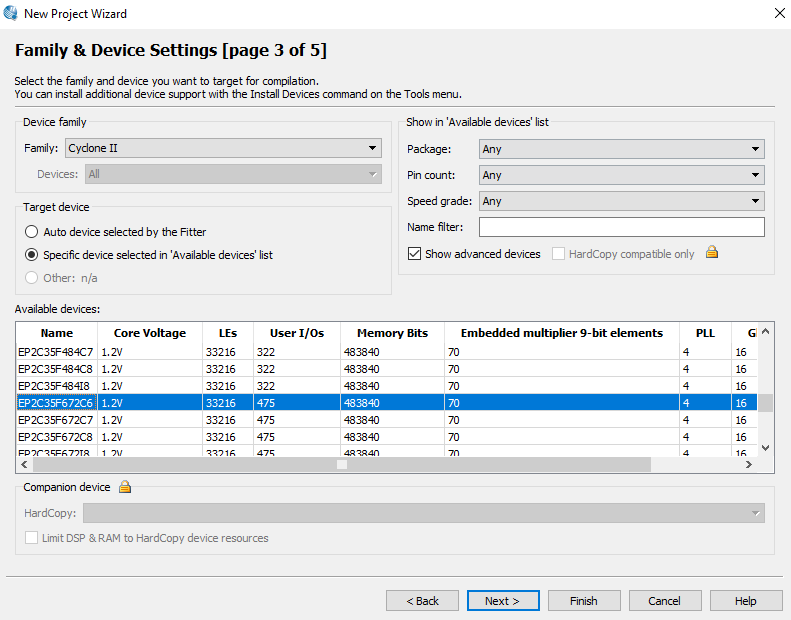 New Project Wizard
Family & Device Settings [page 3 of 5]
Select the family and device you want to target for compilation.
You can install additional device support with the Install Devices command on the Tools menu.
Device family
Family: Cyclone II
Devices: All
Target device
Auto device selected by the Fitter
Specific device selected in 'Available devices' list
Other: n/a
Show in 'Available devices' list
Package: Any
Pin count: Any
Speed grade: Any
Name filter:
Show advanced devices HardCopy compatible only
Available devices:
Name Core Voltage LEs User I/Os Memory Bits Embedded multiplier 9-bit elements PLL
EP2C35F484C7 1.2V 33216 322 483840 70 4 16
EP2C35F484C8 1.2V 33216 322 483840 70 4 16
EP2C35F484I8 1.2V 33216 322 483840 70 4 16
EP2C35F672C6 1.2V 33216 475 483840 70 4 16
EP2C35F672C7 1.2V 33216 475 483840 70 4 16
EP2C35F672C8 1.2V 33216 475 483840 70 4 16
EP2C35F672I8 1.2V 33216 475 483840 70 4 16
Companion device
HardCopy:
Limit DSP & RAM to HardCopy device resources
< Back Next > Finish Cancel Help